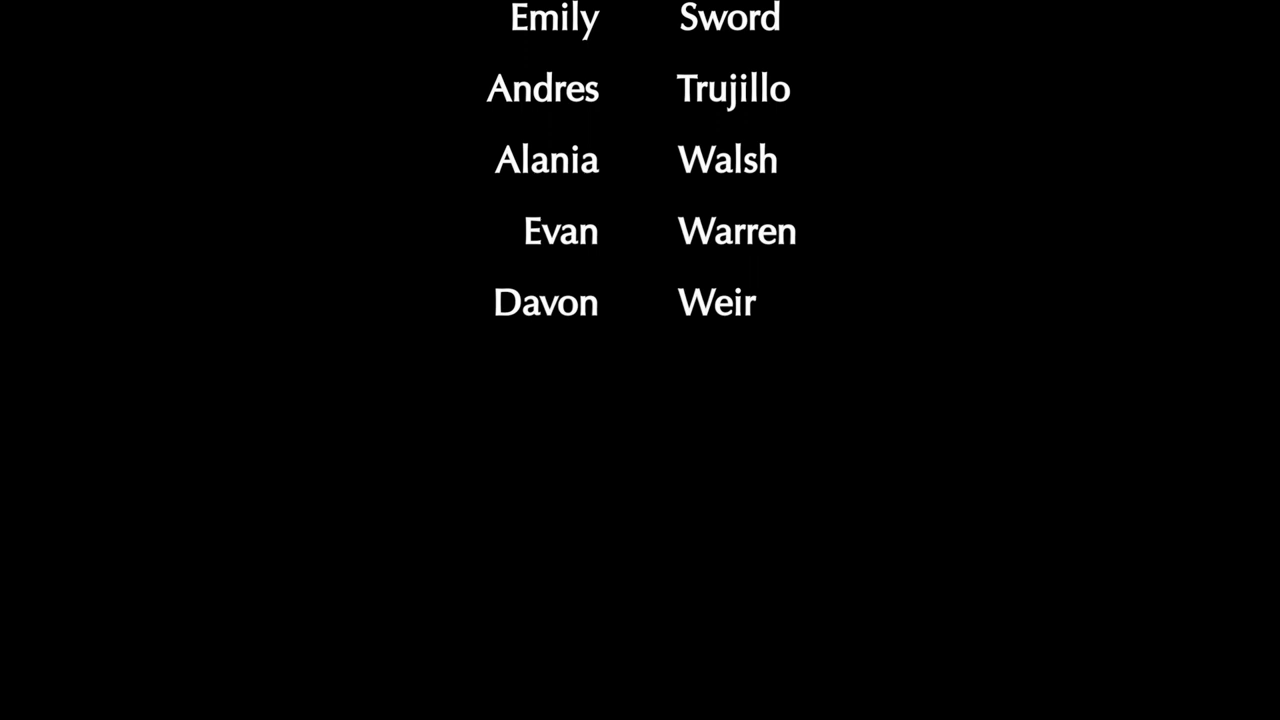 Emily Sword
Andres Trujillo
Alania Walsh
Evan Warren
Davon Weir